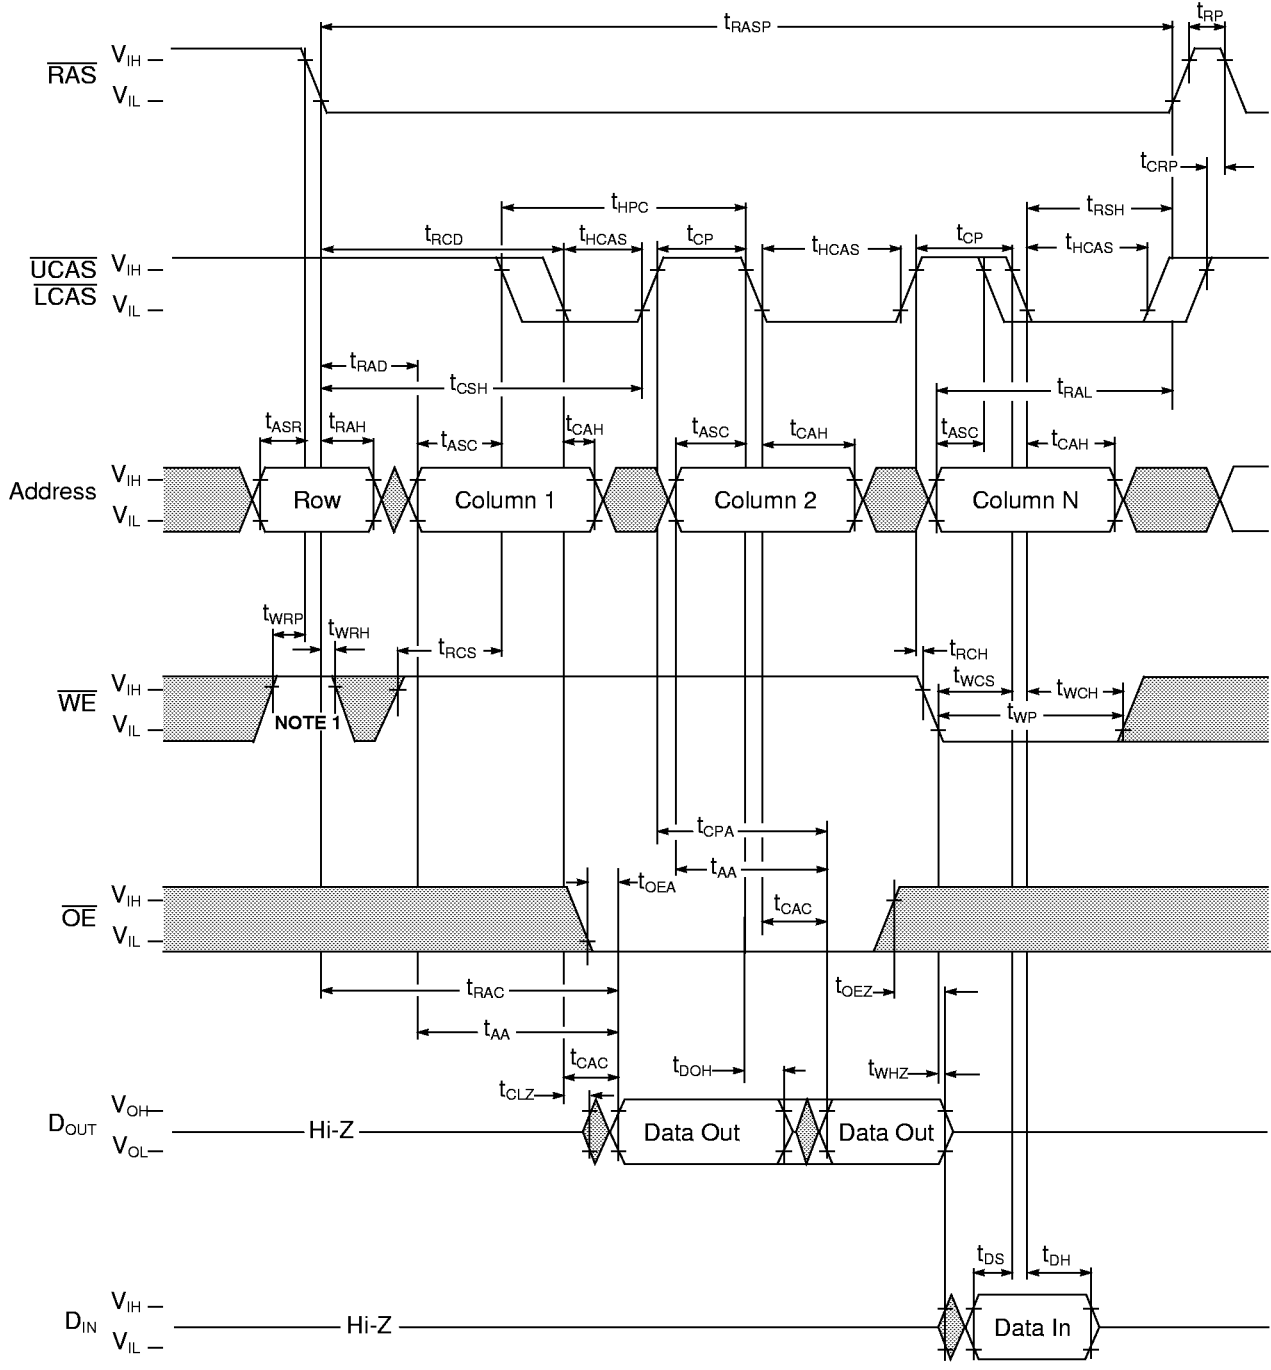 tRASP tRP
RAS VIH
VIL
tCRP
tHPC tRSH
tRCD tHCAS tCP tHCAS tCP tHCAS
UCAS VIH
LCAS VIL
tRAD
tCSH tRAL
tASR tRAH tASC tCAH tASC tCAH tASC tCAH
Address VIH
VIL
Row Column 1 Column 2 Column N
tWRP tWRH tRCS tRCH
tWCS tWCH
WE VIH
VIL
NOTE 1 tWP
tCPA
tAA
tOEA
tCAC
OE VIH
VIL
tRAC tOEZ
tAA
tCAC tDOH tWHZ
tCLZ
DOUT VOH
VOL
Hi-Z Data Out Data Out
tDS tDH
DIN VIH
VIL
Hi-Z Data In